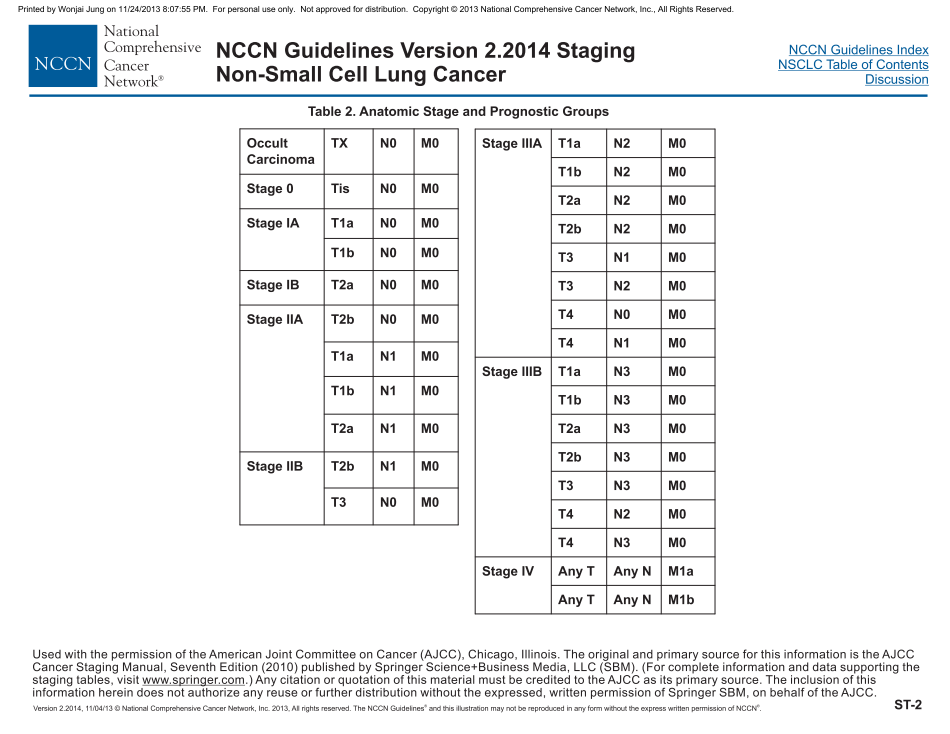 Printed by Wonjai Jung on 11/24/2013 8:07:55 PM. For personal use only. Not approved for distribution. Copyright © 2013 National Comprehensive Cancer Network, Inc., All Rights Reserved.
NCCN
National
Comprehensive
Cancer
Network®
NCCN Guidelines Version 2.2014 Staging
Non-Small Cell Lung Cancer
NCCN Guidelines Index
NSCLC Table of Contents
Discussion
Table 2. Anatomic Stage and Prognostic Groups
Occult
Carcinoma TX N0 M0
Stage 0 Tis N0 M0
Stage IA T1a N0 M0
T1b N0 M0
Stage IB T2a N0 M0
Stage IIA T2b N0 M0
T1a N1 M0
T1b N1 M0
T2a N1 M0
Stage IIB T2b N1 M0
T3 N0 M0
Stage IIIA T1a N2 M0
T1b N2 M0
T2a N2 M0
T2b N2 M0
T3 N1 M0
T3 N2 M0
T4 N0 M0
T4 N1 M0
Stage IIIB T1a N3 M0
T1b N3 M0
T2a N3 M0
T2b N3 M0
T3 N3 M0
T4 N2 M0
T4 N3 M0
Stage IV Any T Any N M1a
Any T Any N M1b
Used with the permission of the American Joint Committee on Cancer (AJCC), Chicago, Illinois. The original and primary source for this information is the AJCC
Cancer Staging Manual, Seventh Edition (2010) published by Springer Science+Business Media, LLC (SBM). (For complete information and data supporting the
staging tables, visit www.springer.com.) Any citation or quotation of this material must be credited to the AJCC as its primary source. The inclusion of this
information herein does not authorize any reuse or further distribution without the expressed, written permission of Springer SBM, on behalf of the AJCC.
Version 2.2014, 11/04/13 © National Comprehensive Cancer Network, Inc. 2013, All rights reserved. The NCCN Guidelines® and this illustration may not be reproduced in any form without the express written permission of NCCN®.
ST-2